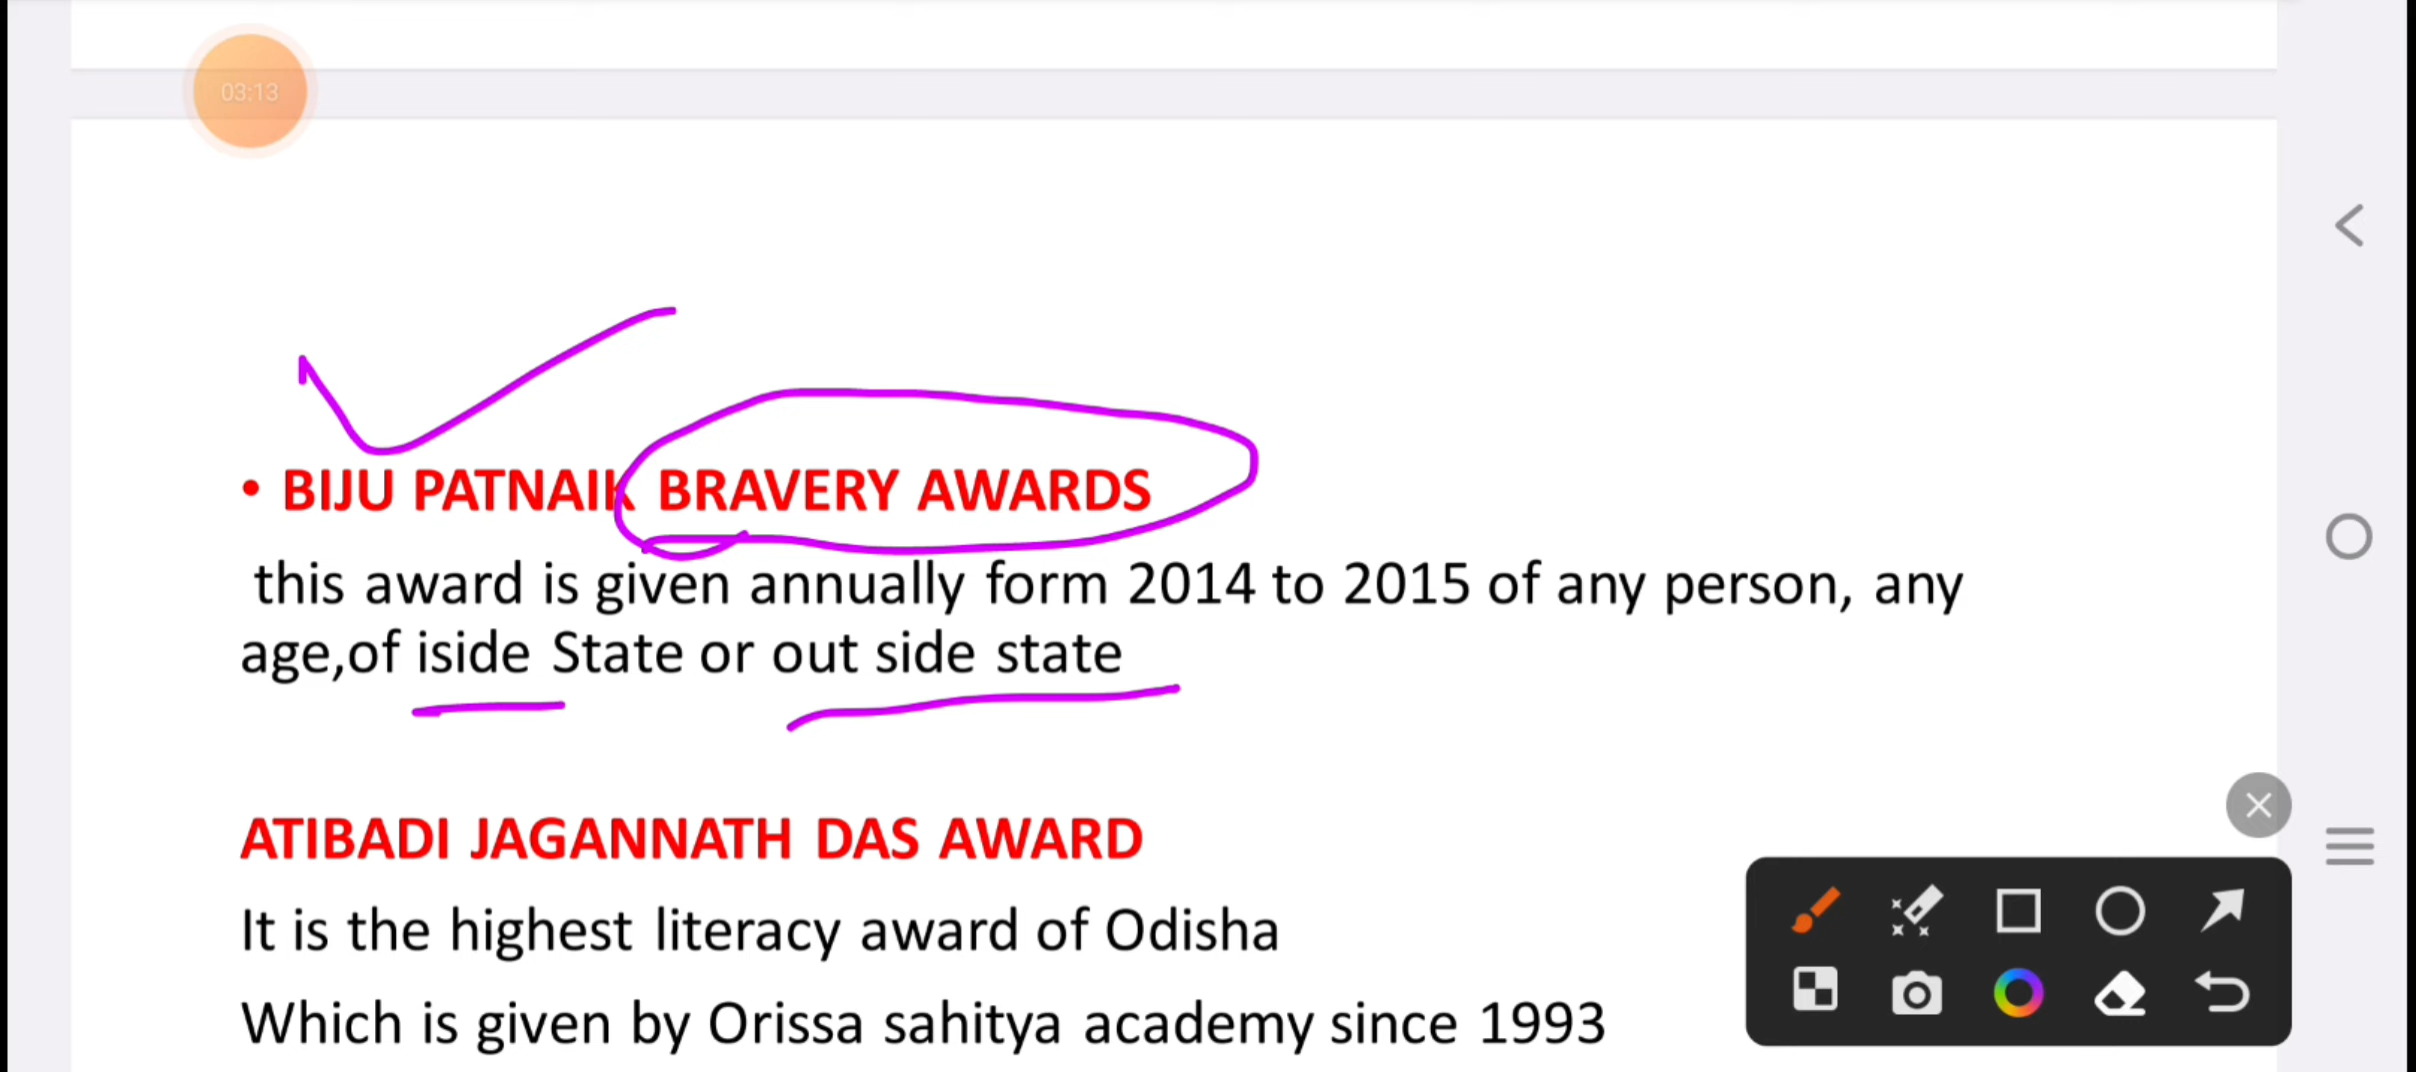 03:13
• BIJU PATNAIK BRAVERY AWARDS
this award is given annually form 2014 to 2015 of any person, any
age,of iside State or out side state
ATIBADI JAGANNATH DAS AWARD
It is the highest literacy award of Odisha
Which is given by Orissa sahitya academy since 1993